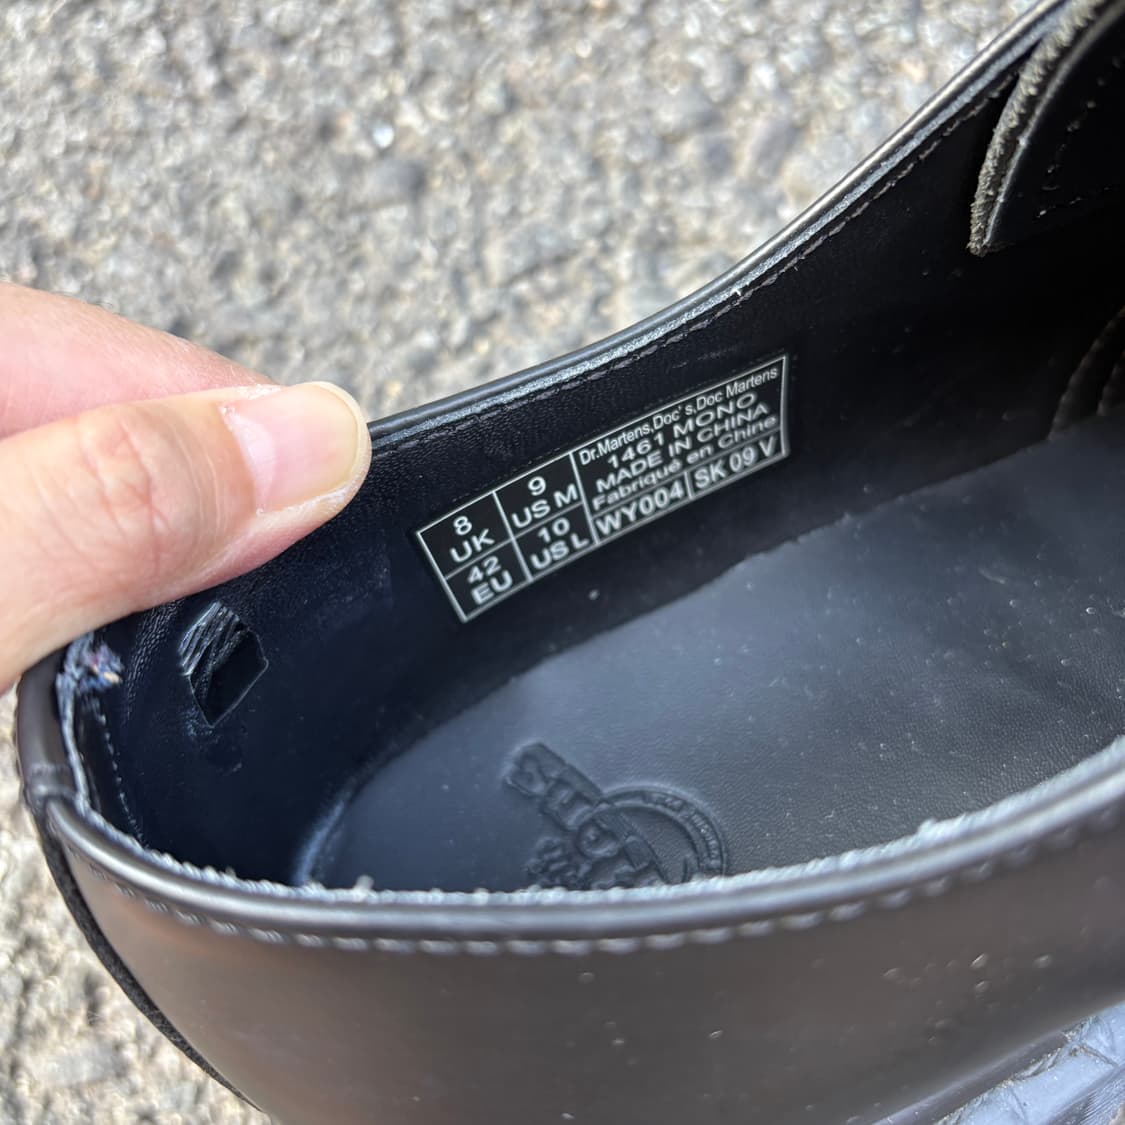 8
UK
9
US M
42
EU
10
US L
Dr.Martens,Doc's,Doc Martens
1461 MONO
MADE IN CHINA
Fabriqué en Chine
WY004
SK 09 V